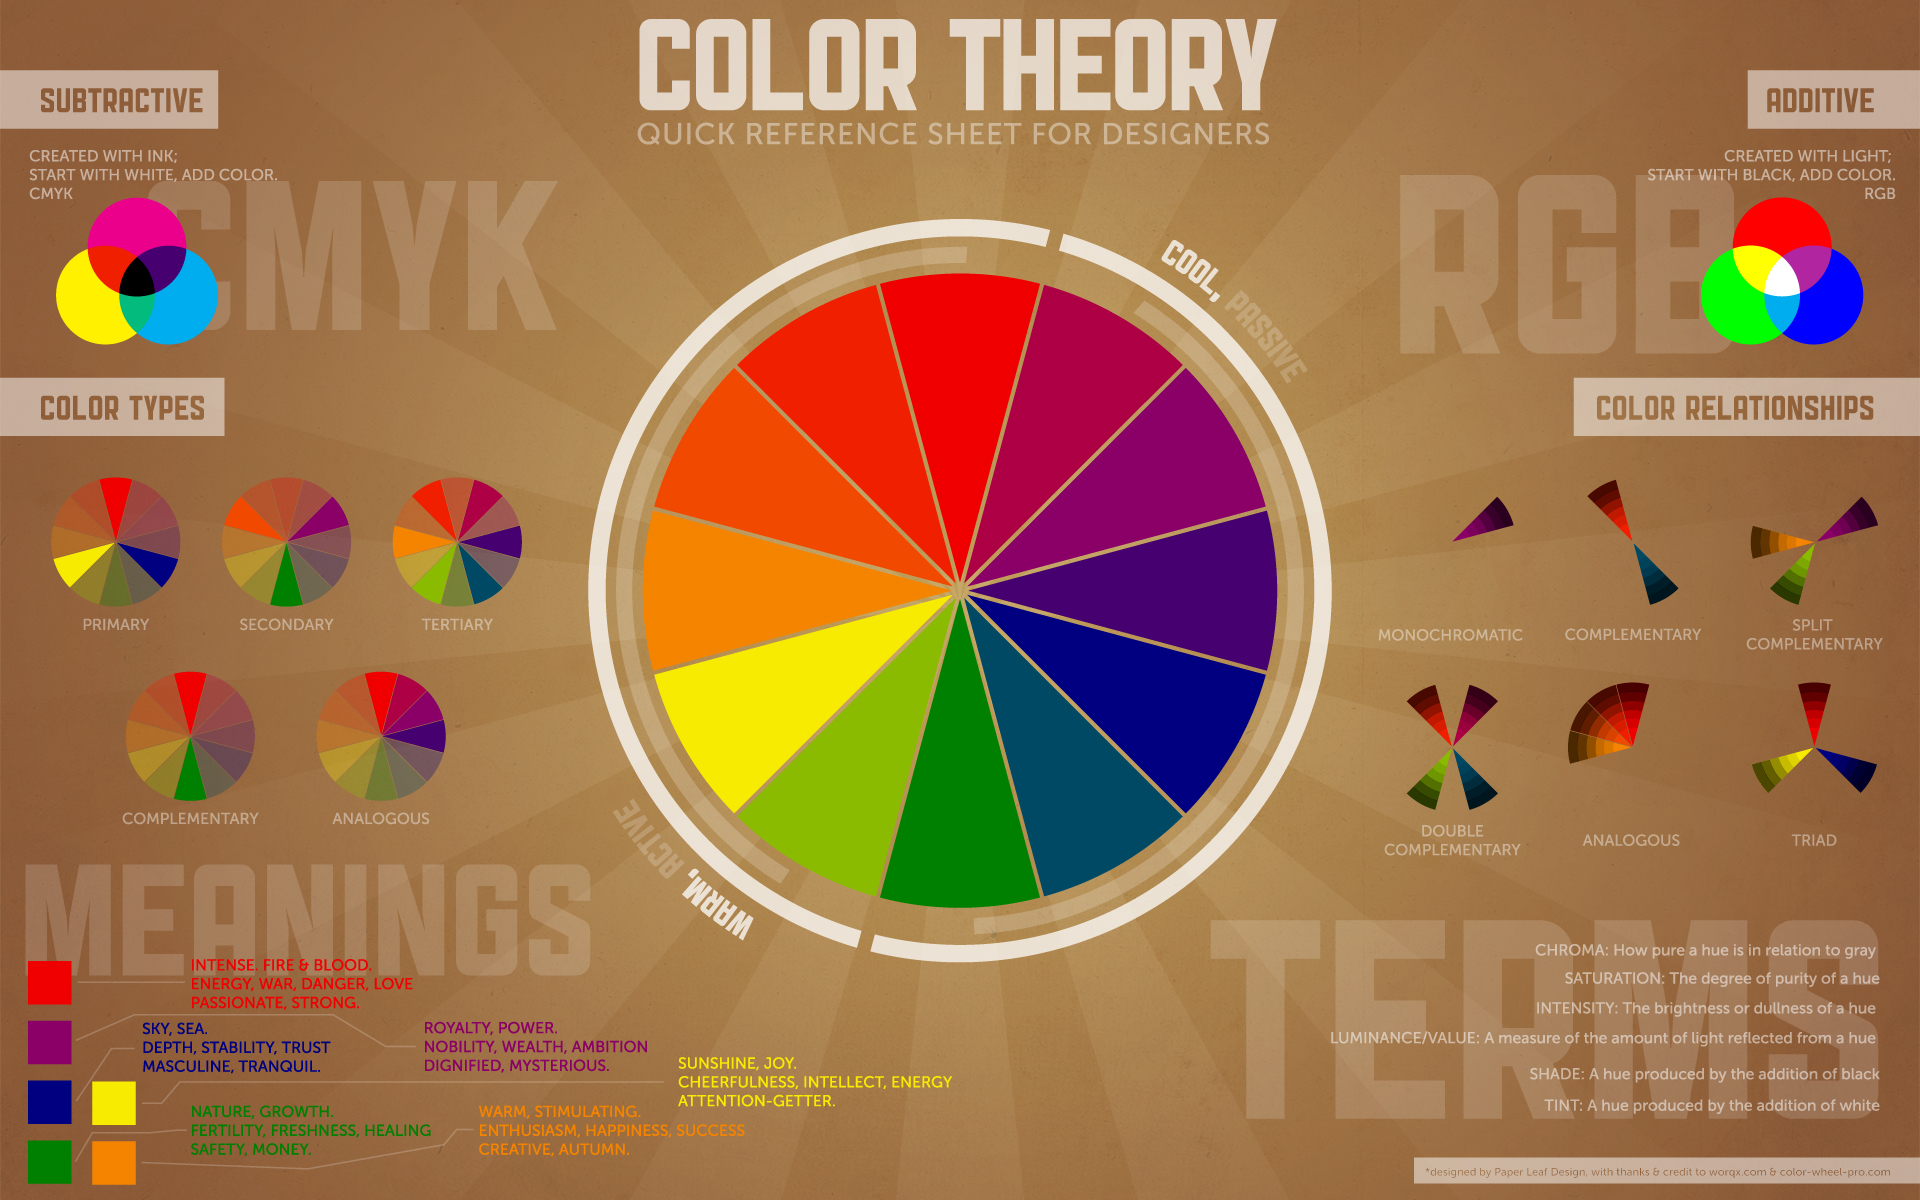 COLOR THEORY
QUICK REFERENCE SHEET FOR DESIGNERS
SUBTRACTIVE
CREATED WITH INK;
START WITH WHITE, ADD COLOR.
CMYK
CMYK
ADDITIVE
CREATED WITH LIGHT;
START WITH BLACK, ADD COLOR.
RGB
RGB
COOL, PASSIVE
WARM, ACTIVE
COLOR TYPES
PRIMARY
SECONDARY
TERTIARY
COMPLEMENTARY
ANALOGOUS
COLOR RELATIONSHIPS
MONOCHROMATIC
COMPLEMENTARY
SPLIT
COMPLEMENTARY
DOUBLE
COMPLEMENTARY
ANALOGOUS
TRIAD
MEANINGS
INTENSE. FIRE & BLOOD.
ENERGY, WAR, DANGER, LOVE
PASSIONATE, STRONG.
SKY, SEA.
DEPTH, STABILITY, TRUST
MASCULINE, TRANQUIL.
ROYALTY, POWER.
NOBILITY, WEALTH, AMBITION
DIGNIFIED, MYSTERIOUS.
SUNSHINE, JOY.
CHEERFULNESS, INTELLECT, ENERGY
ATTENTION-GETTER.
NATURE, GROWTH.
FERTILITY, FRESHNESS, HEALING
SAFETY, MONEY.
WARM, STIMULATING.
ENTHUSIASM, HAPPINESS, SUCCESS
CREATIVE, AUTUMN.
TERMS
CHROMA: How pure a hue is in relation to gray
SATURATION: The degree of purity of a hue
INTENSITY: The brightness or dullness of a hue
LUMINANCE/VALUE: A measure of the amount of light reflected from a hue
SHADE: A hue produced by the addition of black
TINT: A hue produced by the addition of white
*designed by Paper Leaf Design, with thanks & credit to worqx.com & color-wheel-pro.com